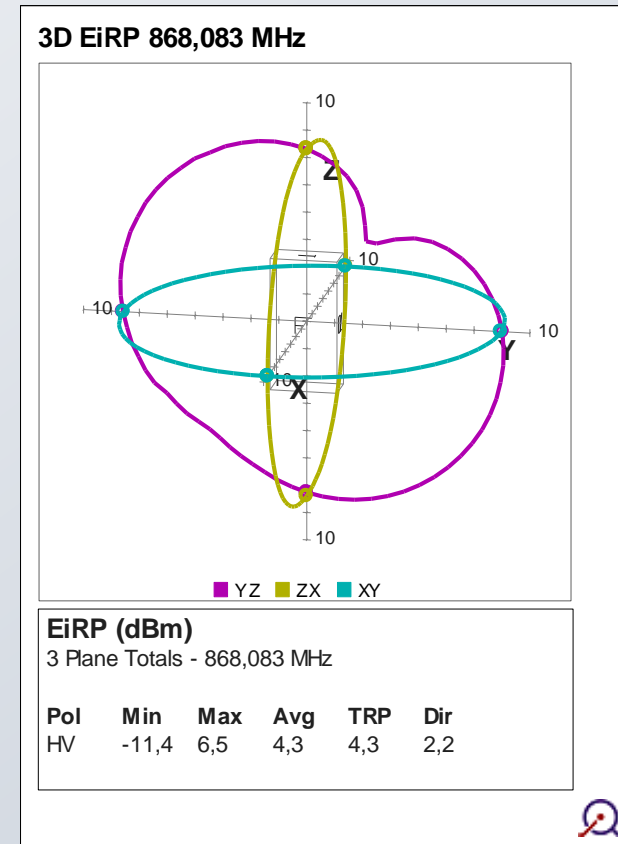 3D EiRP 868,083 MHz
10
Z
10
10
10
Y
10
X
10
YZ ZX XY
EiRP (dBm)
3 Plane Totals - 868,083 MHz
Pol Min Max Avg TRP Dir
HV -11,4 6,5 4,3 4,3 2,2